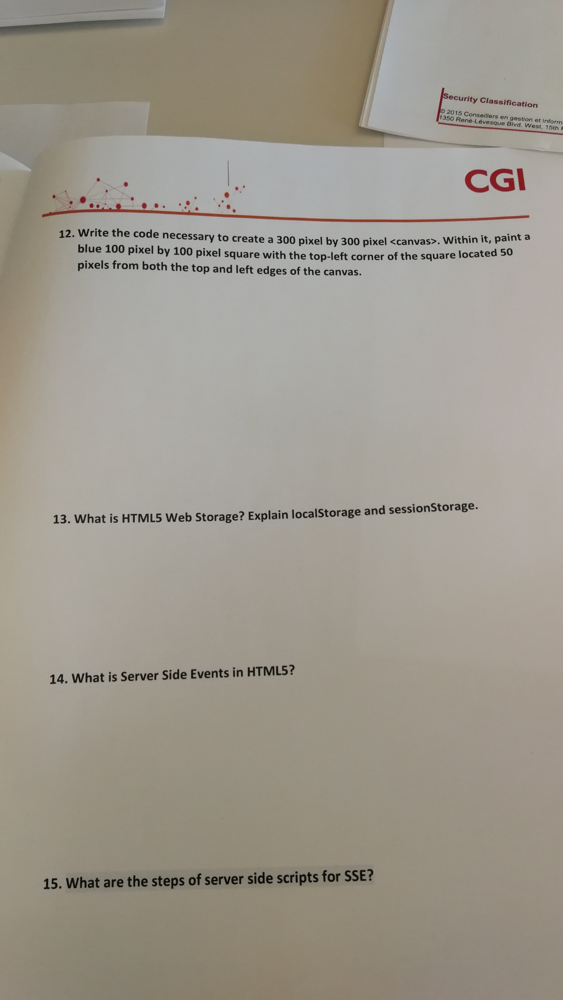 Security Classification
© 2015 Conseillers en gestion et inform
1350 René-Lévesque Blvd. West, 15th
CGI
12. Write the code necessary to create a 300 pixel by 300 pixel <canvas>. Within it, paint a
blue 100 pixel by 100 pixel square with the top-left corner of the square located 50
pixels from both the top and left edges of the canvas.
13. What is HTML5 Web Storage? Explain localStorage and sessionStorage.
14. What is Server Side Events in HTML5?
15. What are the steps of server side scripts for SSE?